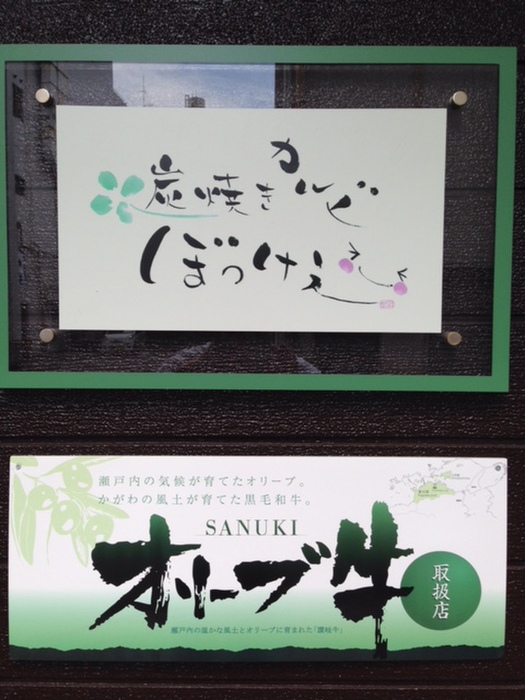 炭焼き
ぼっけえ
瀬戸内の気候が育てたオリーブ。
かがわの風土が育てた黒毛和牛。
SANUKI
オリーブ牛
取扱店
瀬戸内の温かな風土とオリーブに育まれた「讃岐牛」